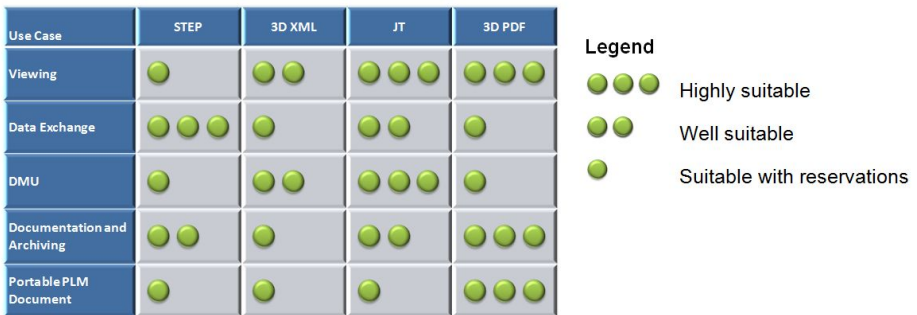 Use Case STEP 3D XML JT 3D PDF
Viewing
Data Exchange
DMU
Documentation and
Archiving
Portable PLM
Document
Legend
Highly suitable
Well suitable
Suitable with reservations